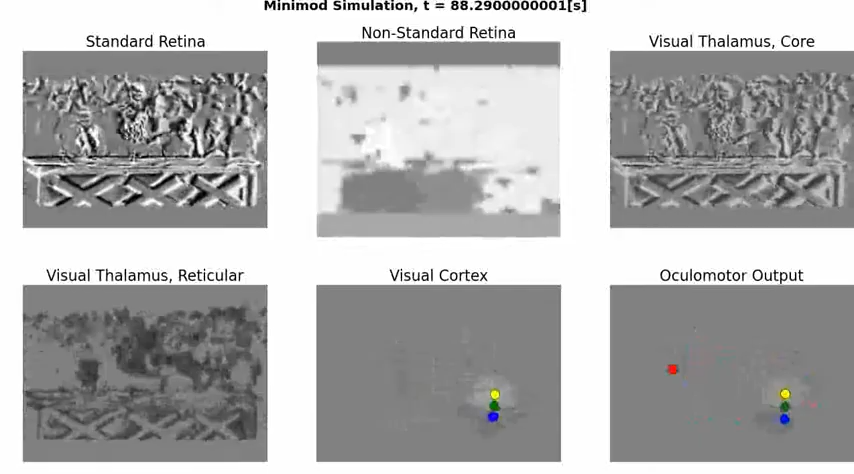 Minimod Simulation, t = 88.2900000001[s]
Standard Retina
Non-Standard Retina
Visual Thalamus, Core
Visual Thalamus, Reticular
Visual Cortex
Oculomotor Output